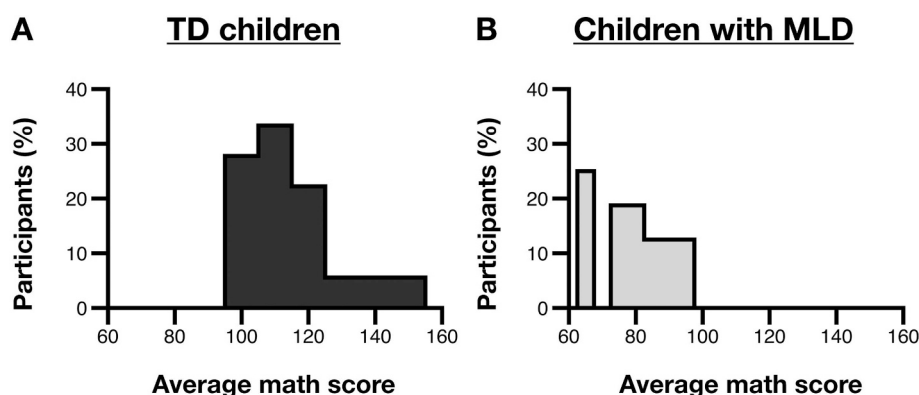 A
TD children
Participants (%)
40
30
20
10
0
60 80 100 120 140 160
Average math score
B
Children with MLD
Participants (%)
40
30
20
10
0
60 80 100 120 140 160
Average math score